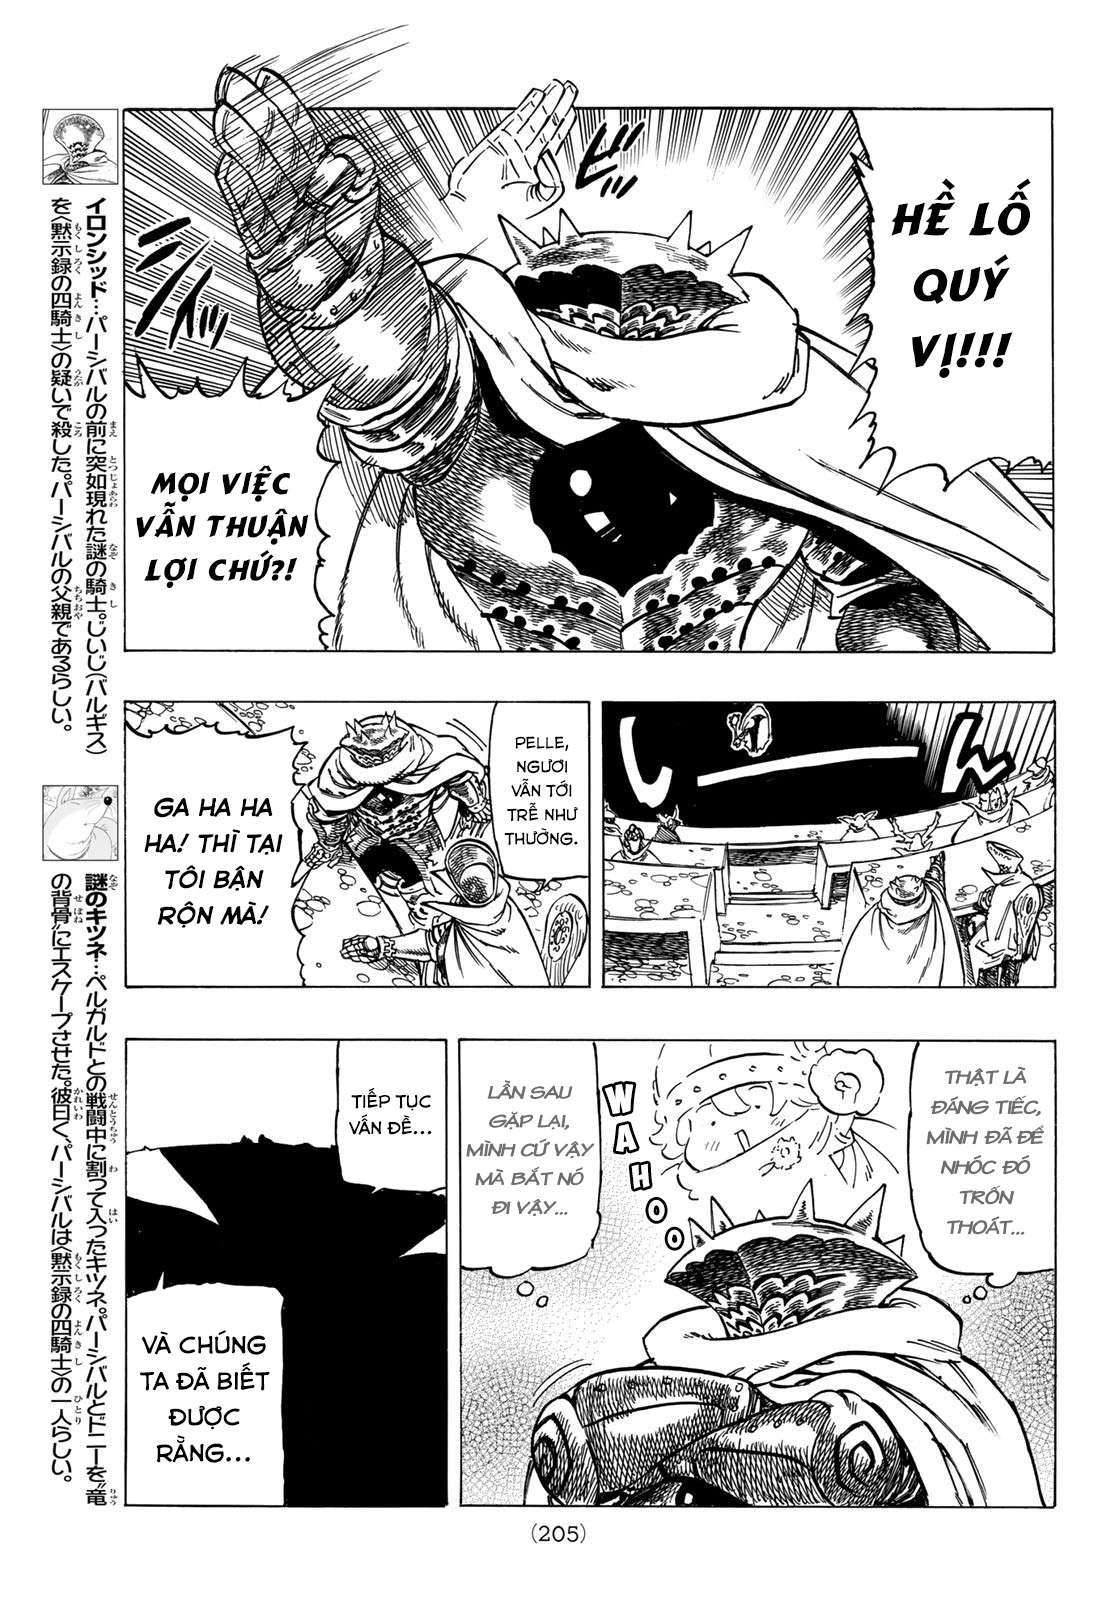 HỀ LỐ
QUÝ
VỊ!!!
ビシッ
MỌI VIỆC
VẪN THUẬN
LỢI CHỨ?!
しーーん
PELLE,
NGƯƠI
VẪN TỚI
TRỄ NHƯ
THƯỜNG.
GA HA HA
HA! THÌ TẠI
TÔI BẬN
RỘN MÀ!
THẬT LÀ
ĐÁNG TIẾC,
MÌNH ĐÃ ĐỂ
NHÓC ĐÓ
TRỐN
THOÁT...
LẦN SAU
GẶP LẠI,
MÌNH CỨ VẬY
MÀ BẮT NÓ
ĐI VẬY...
WAHOO
TIẾP TỤC
VẤN ĐỀ...
VÀ CHÚNG
TA ĐÃ BIẾT
ĐƯỢC
RẰNG...
イロンシッド…パーシバルの前に突如現れた謎の騎士。じいじ(バルギス)
を〈黙示録の四騎士〉の疑いで殺した。パーシバルの父親であるらしい。
謎のキツネ…ペルガルドとの戦闘中に割って入ったキツネ。パーシバルとドニーを〝竜
の背骨〟にエスケープさせた。彼曰く、パーシバルは〈黙示録の四騎士〉の一人らしい。
(205)